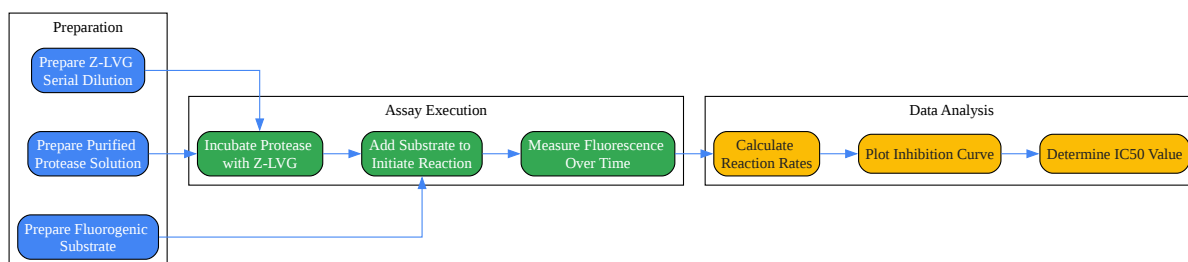 Preparation
Prepare Z-LVG
Serial Dilution
Prepare Purified
Protease Solution
Prepare Fluorogenic
Substrate
Assay Execution
Incubate Protease
with Z-LVG
Add Substrate to
Initiate Reaction
Measure Fluorescence
Over Time
Data Analysis
Calculate
Reaction Rates
Plot Inhibition Curve
Determine IC50 Value